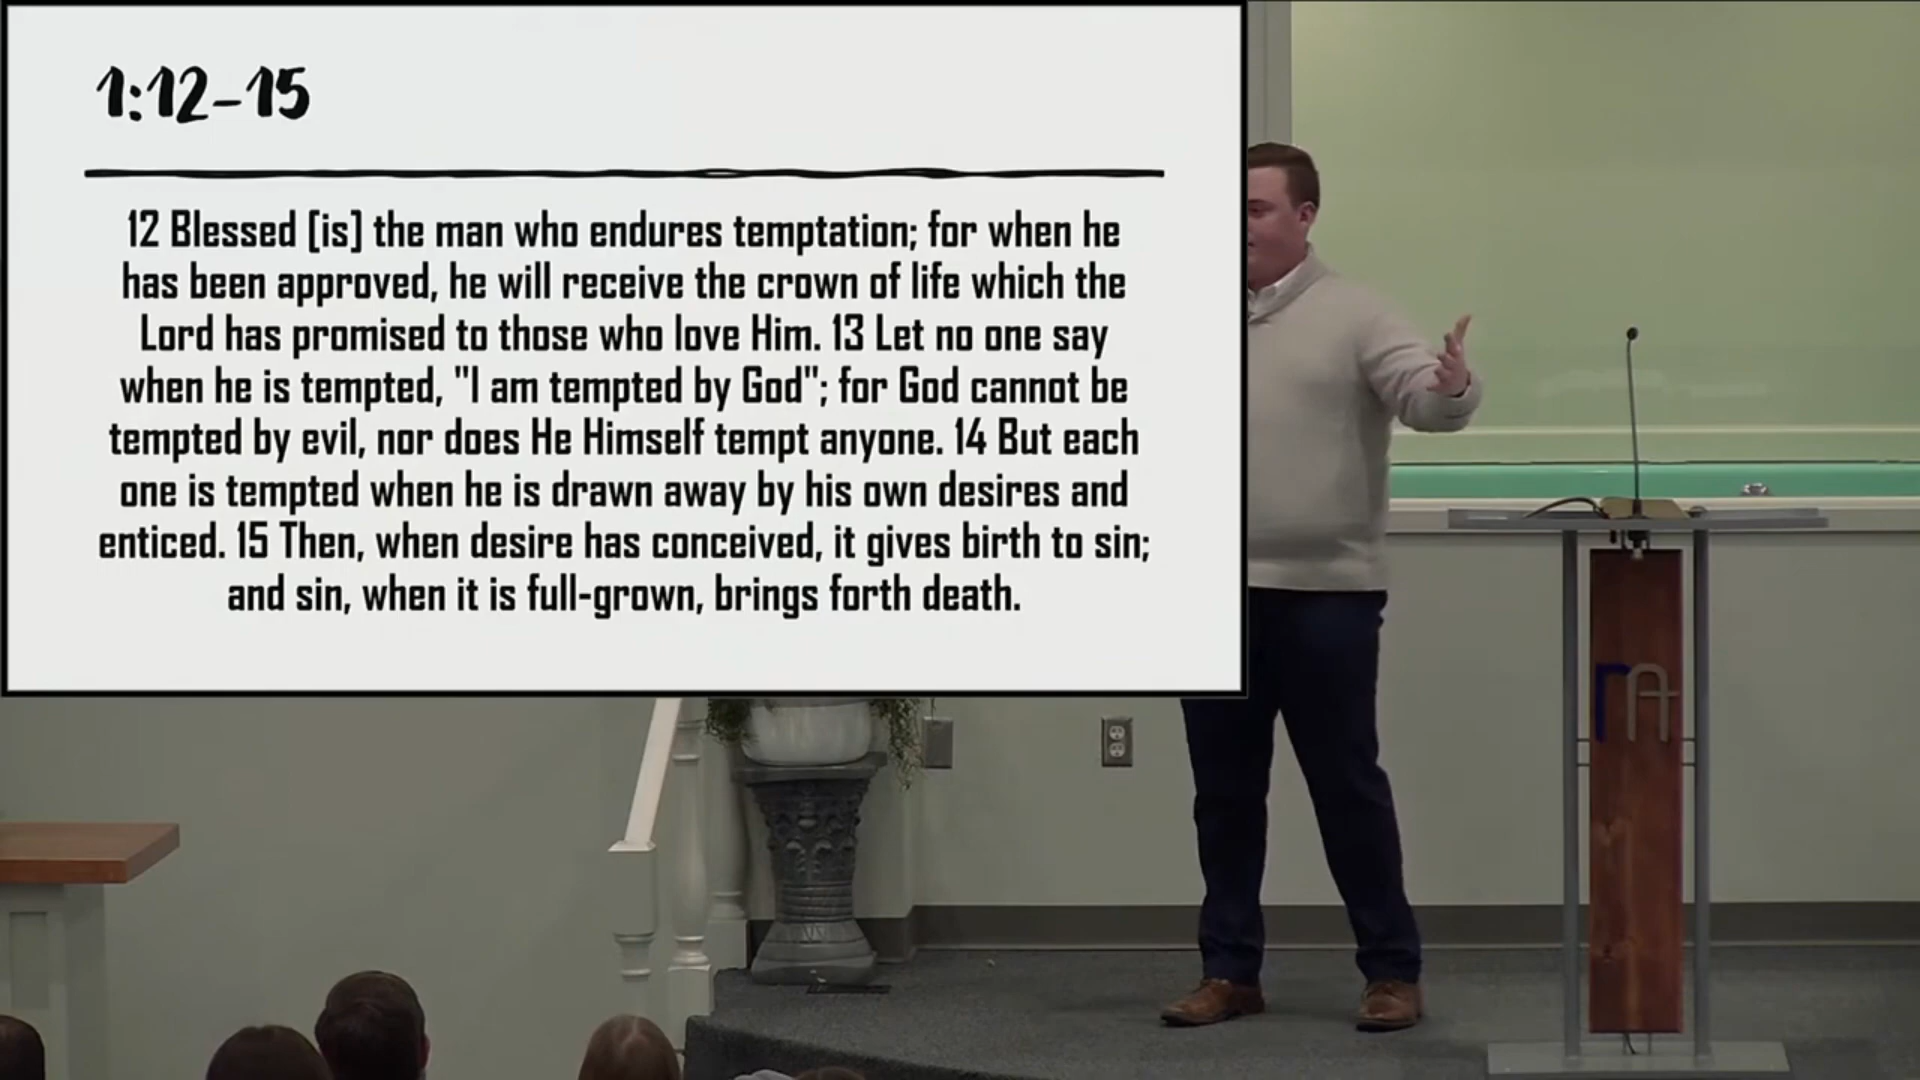 1:12-15
12 Blessed [is] the man who endures temptation; for when he
has been approved, he will receive the crown of life which the
Lord has promised to those who love Him. 13 Let no one say
when he is tempted, "I am tempted by God"; for God cannot be
tempted by evil, nor does He Himself tempt anyone. 14 But each
one is tempted when he is drawn away by his own desires and
enticed. 15 Then, when desire has conceived, it gives birth to sin;
and sin, when it is full-grown, brings forth death.